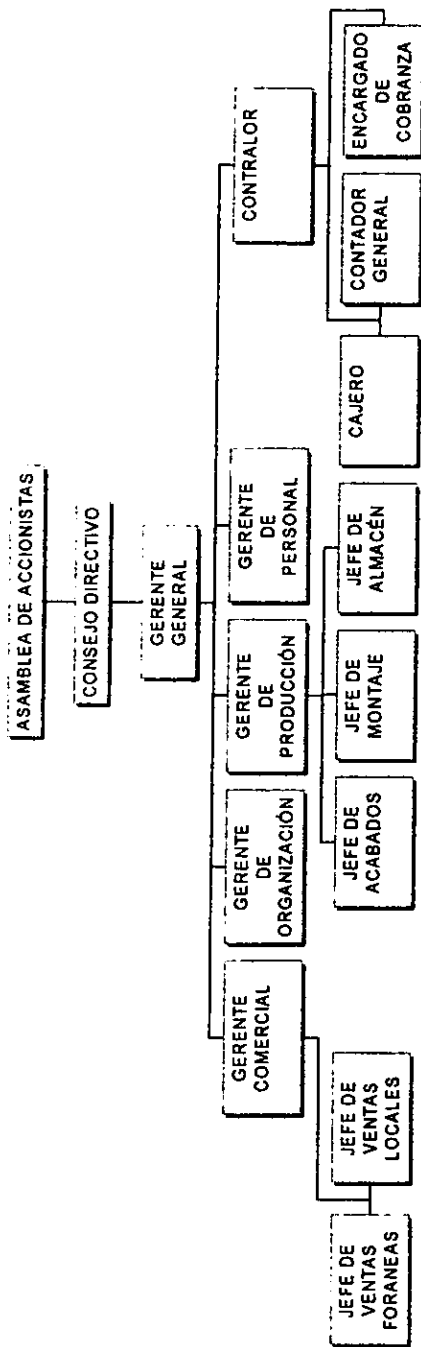 ASAMBLEA DE ACCIONISTAS
CONSEJO DIRECTIVO
GERENTE
GENERAL
GERENTE
COMERCIAL
GERENTE
DE
ORGANIZACIÓN
GERENTE
DE
PRODUCCIÓN
GERENTE
DE
PERSONAL
CONTRALOR
JEFE DE
VENTAS
FORANEAS
JEFE DE
VENTAS
LOCALES
JEFE DE
ACABADOS
JEFE DE
MONTAJE
JEFE DE
ALMACÉN
CAJERO
CONTADOR
GENERAL
ENCARGADO
DE
COBRANZA